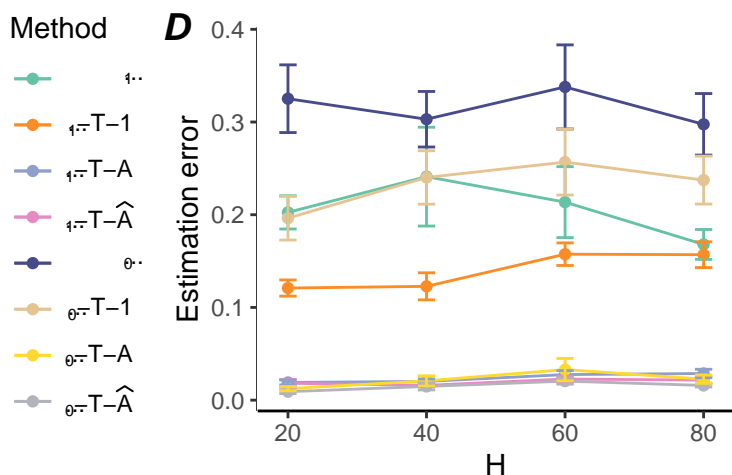 Method
T−1
T−A
T−Â
T−1
T−A
T−Â
D
Estimation error
0.4
0.3
0.2
0.1
0.0
20 40 60 80
H